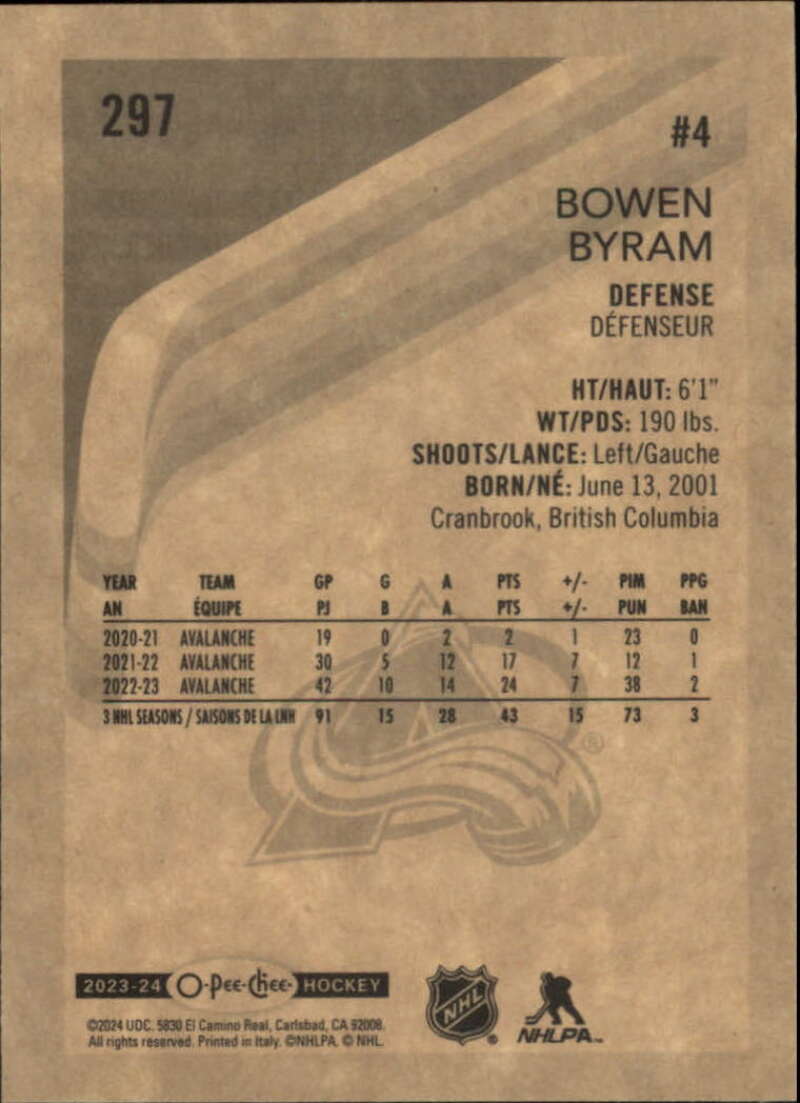 297
#4
BOWEN
BYRAM
DEFENSE
DÉFENSEUR
HT/HAUT: 6'1"
WT/PDS: 190 lbs.
SHOOTS/LANCE: Left/Gauche
BORN/NÉ: June 13, 2001
Cranbrook, British Columbia
YEAR TEAM GP G A PTS +/- PIM PPG
AN ÉQUIPE PJ B A PTS +/- PUN BAN
2020-21 AVALANCHE 19 0 2 2 1 23 0
2021-22 AVALANCHE 30 5 12 17 7 12 1
2022-23 AVALANCHE 42 10 14 24 7 38 2
3 NHL SEASONS / SAISONS DE LA LNH 91 15 28 43 15 73 3
®
2023-24 O-Pee-Chee- HOCKEY
©2024 UDC. 5830 El Camino Real, Carlsbad, CA 92008.
All rights reserved. Printed in Italy. ©NHLPA. © NHL.
NHL
NHLPA™